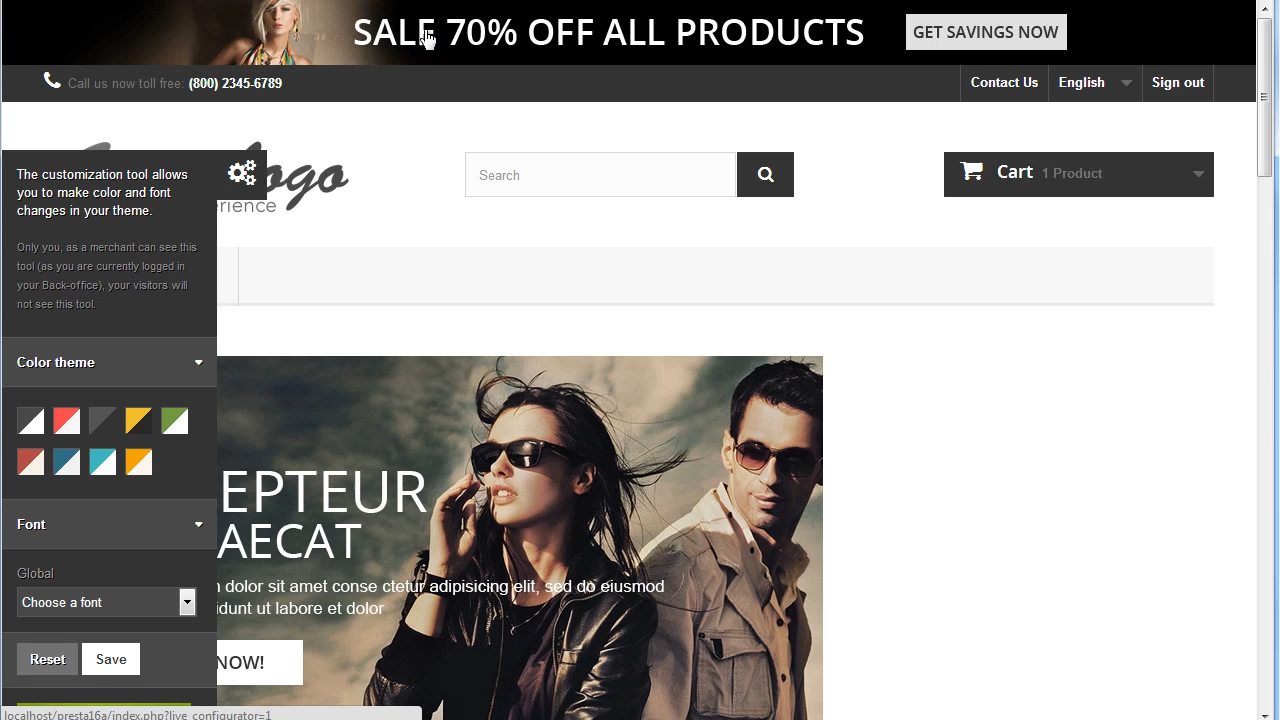 SALE 70% OFF ALL PRODUCTS
GET SAVINGS NOW
Call us now toll free: (800) 2345-6789
Contact Us
English
Sign out
The customization tool allows
you to make color and font
changes in your theme.
ogo
erience
Search
Cart 1 Product
Only you, as a merchant can see this
tool (as you are currently logged in
your Back-office), your visitors will
not see this tool.
Color theme
EPTEUR
AECAT
Font
Global
Choose a font
n dolor sit amet conse ctetur adipisicing elit, sed do eiusmod
idunt ut labore et dolor
Reset
Save
NOW!
localhost/presta16a/index.php?live_configurator=1